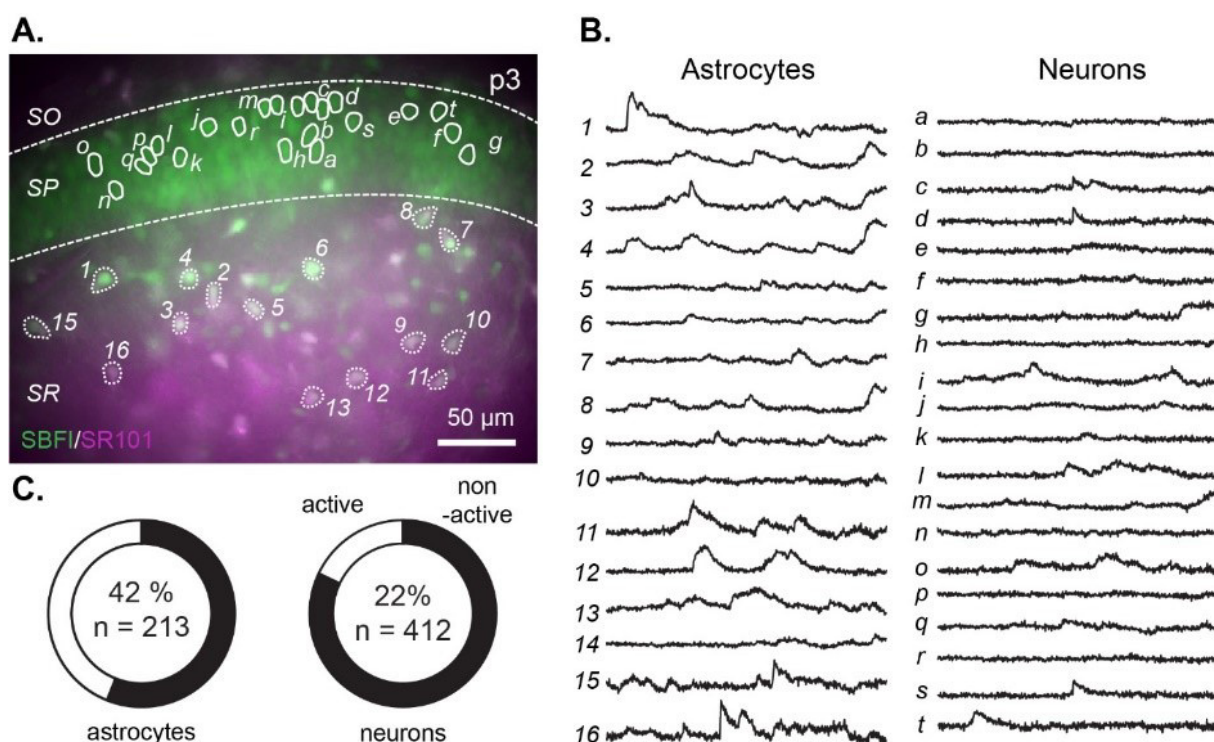 A.
p3
SO
m
i
c
d
e
t
j
r
b
s
f
g
p
l
o
q
k
h
a
n
SP
8
7
6
1
4
2
3
5
15
9
10
16
11
12
13
SR
50 µm
SBFI/SR101
B.
Astrocytes
1
2
3
4
5
6
7
8
9
10
11
12
13
14
15
16
Neurons
a
b
c
d
e
f
g
h
i
j
k
l
m
n
o
p
q
r
s
t
C.
active
non
-active
42 %
n = 213
astrocytes
22%
n = 412
neurons